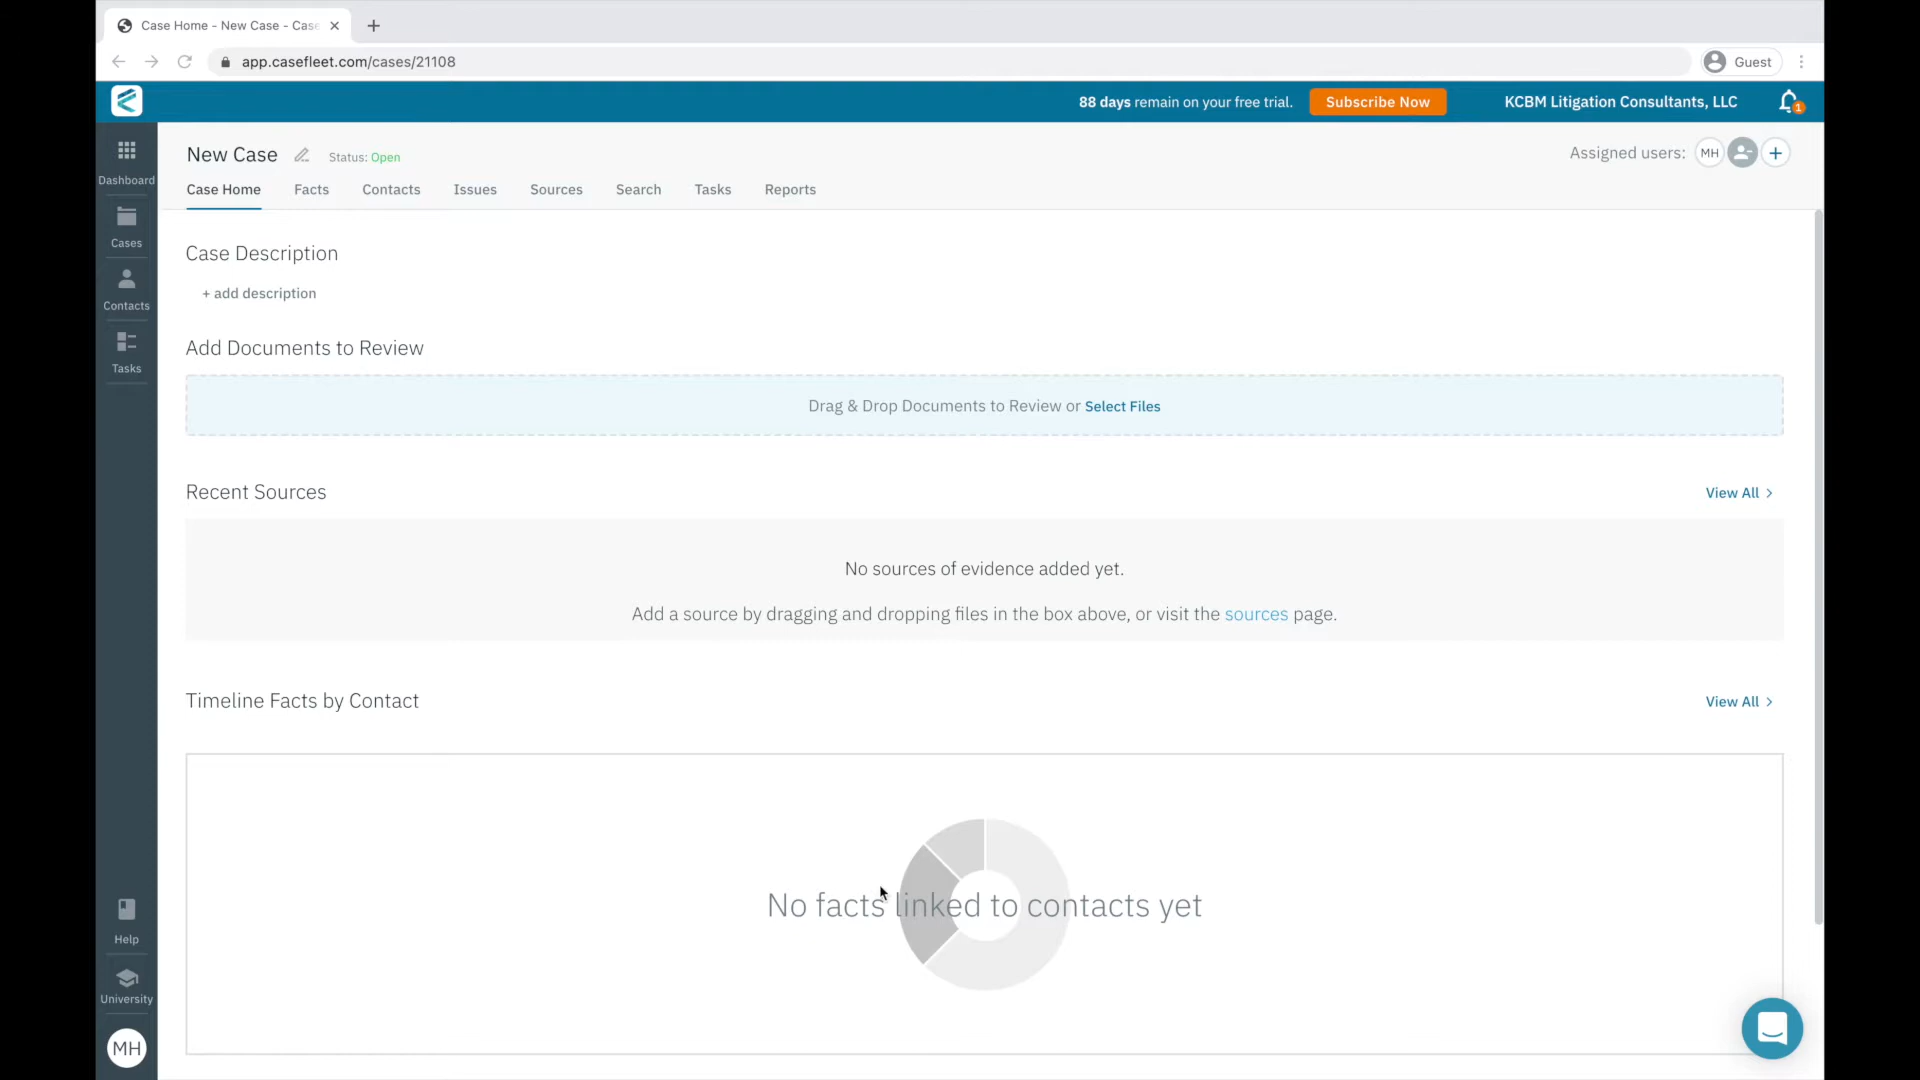 Case Home - New Case - Case
app.casefleet.com/cases/21108
Guest
88 days remain on your free trial.
Subscribe Now
KCBM Litigation Consultants, LLC
1
Dashboard
Cases
Contacts
Tasks
Help
University
MH
New Case
Status: Open
Assigned users:
MH
Case Home
Facts
Contacts
Issues
Sources
Search
Tasks
Reports
Case Description
+ add description
Add Documents to Review
Drag & Drop Documents to Review or Select Files
Recent Sources
View All
No sources of evidence added yet.
Add a source by dragging and dropping files in the box above, or visit the sources page.
Timeline Facts by Contact
View All
No facts linked to contacts yet